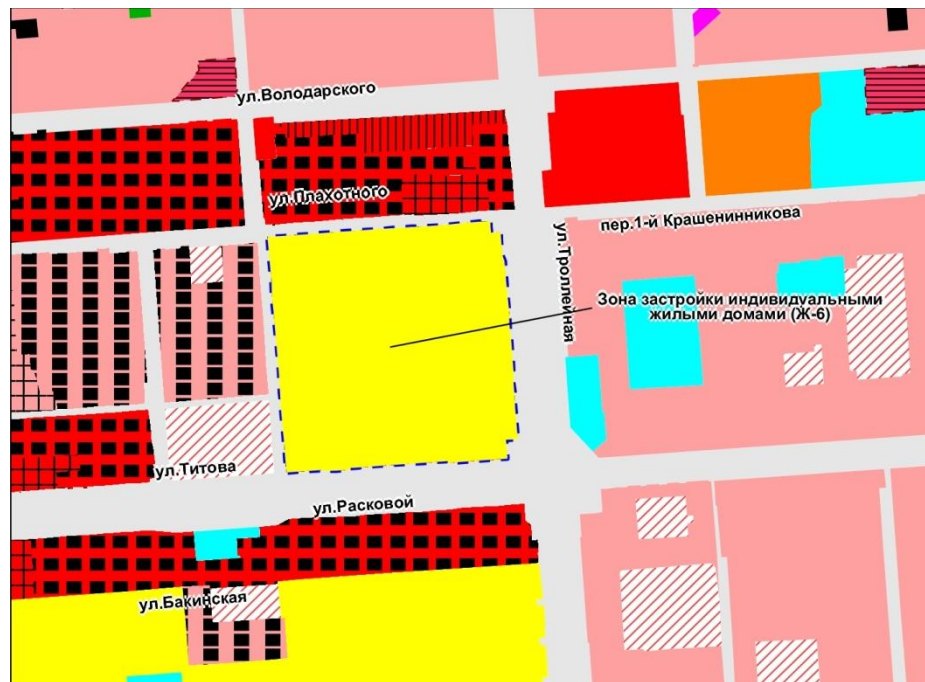 ул.Володарского
ул.Плахотного
пер.1-й Крашенинникова
ул.Троллейная
Зона застройки индивидуальными
жилыми домами (Ж-6)
ул.Титова
ул.Расковой
ул.Бакинская